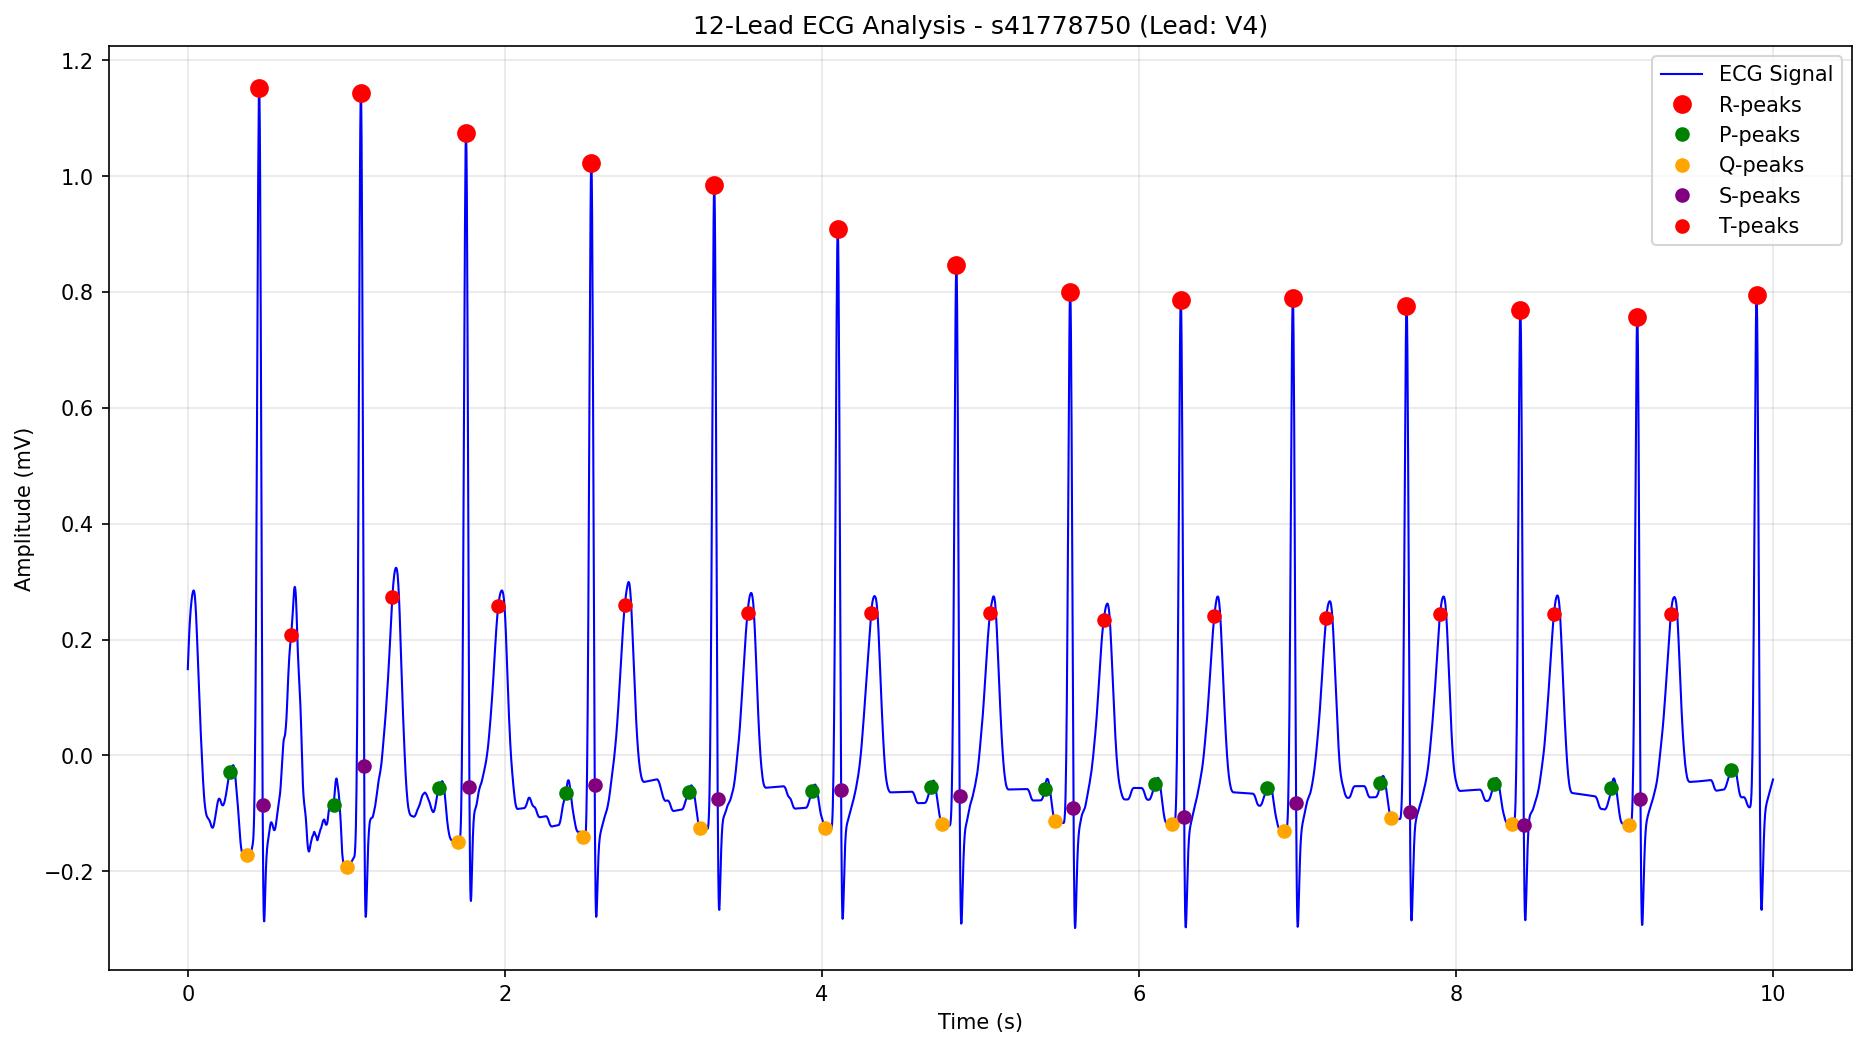 12-Lead ECG Analysis - s41778750 (Lead: V4)
1.2
1.0
0.8
0.6
0.4
0.2
0.0
−0.2
Amplitude (mV)
ECG Signal
R-peaks
P-peaks
Q-peaks
S-peaks
T-peaks
0 2 4 6 8 10
Time (s)